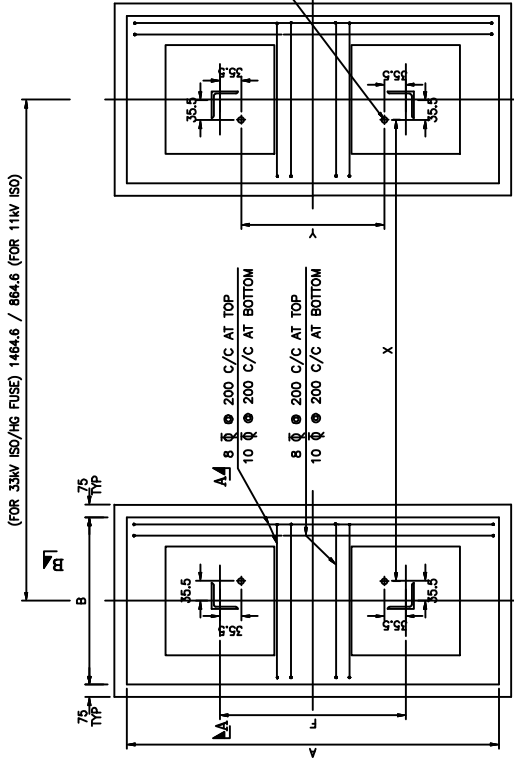 (FOR 33kV ISO/HG FUSE) 1464.6 / 864.6 (FOR 11kV ISO)
75
TYP
B
B
75
TYP
A
8 Φ @ 200 C/C AT TOP
10 Φ @ 200 C/C AT BOTTOM
8 Φ @ 200 C/C AT TOP
10 Φ @ 200 C/C AT BOTTOM
35.5
35.5
35.5
35.5
A
F
A
X
Y
35.5
35.5
35.5
35.5